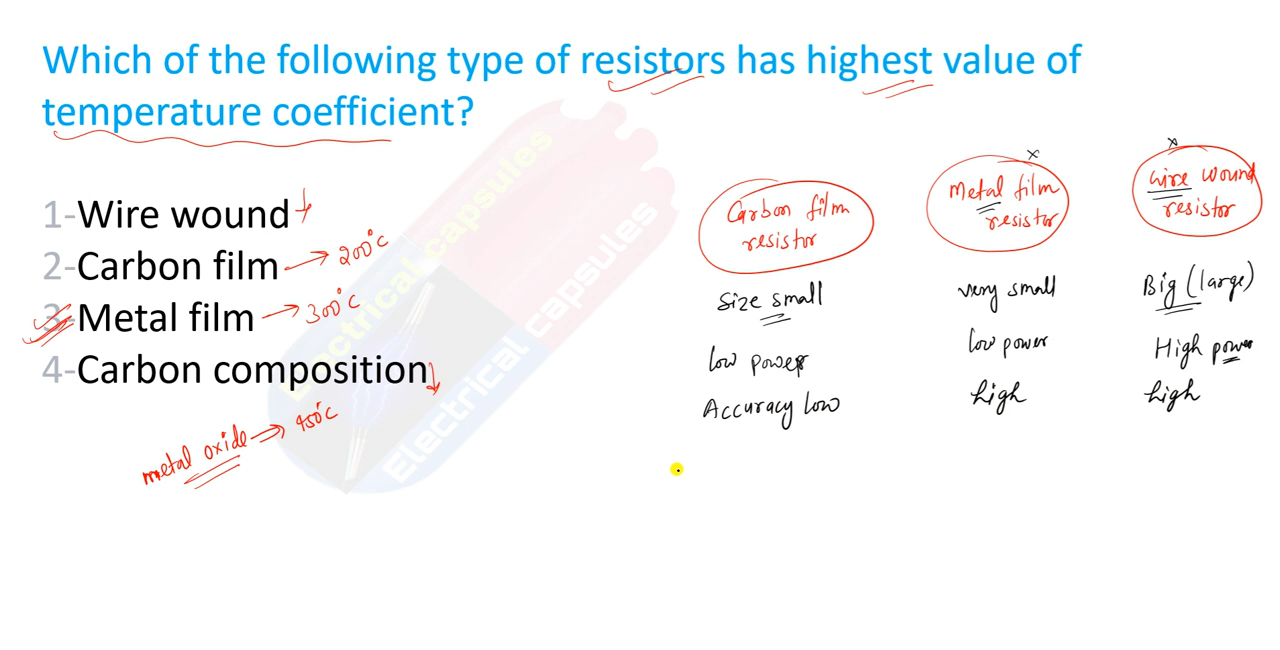 Which of the following type of resistors has highest value of
temperature coefficient?
1-Wire wound
2-Carbon film → 200°C
3-Metal film → 300°C
4-Carbon composition ↓
metal oxide → 450°C
Carbon film
resistor
Size small
low power
Accuracy low
Metal film
resistor
very small
low power
high
wire wound
resistor
Big (large)
High power
high
Electrical capsules
Electrical capsules